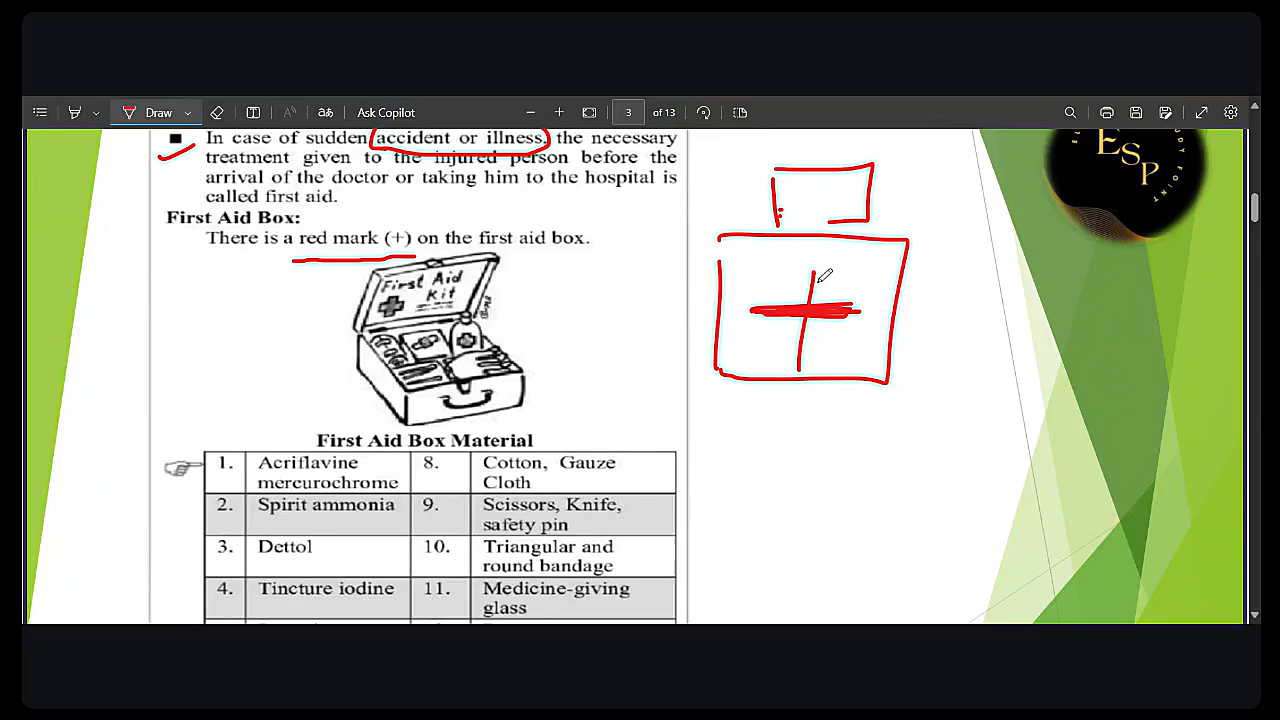 Draw
Ask Copilot
3
of 13
■ In case of sudden accident or illness, the necessary
treatment given to the injured person before the
arrival of the doctor or taking him to the hospital is
called first aid.
First Aid Box:
There is a red mark (+) on the first aid box.
First Aid
Kit
First Aid Box Material
1. Acriflavine mercurochrome 8. Cotton, Gauze Cloth
2. Spirit ammonia 9. Scissors, Knife, safety pin
3. Dettol 10. Triangular and round bandage
4. Tincture iodine 11. Medicine-giving glass
ESP